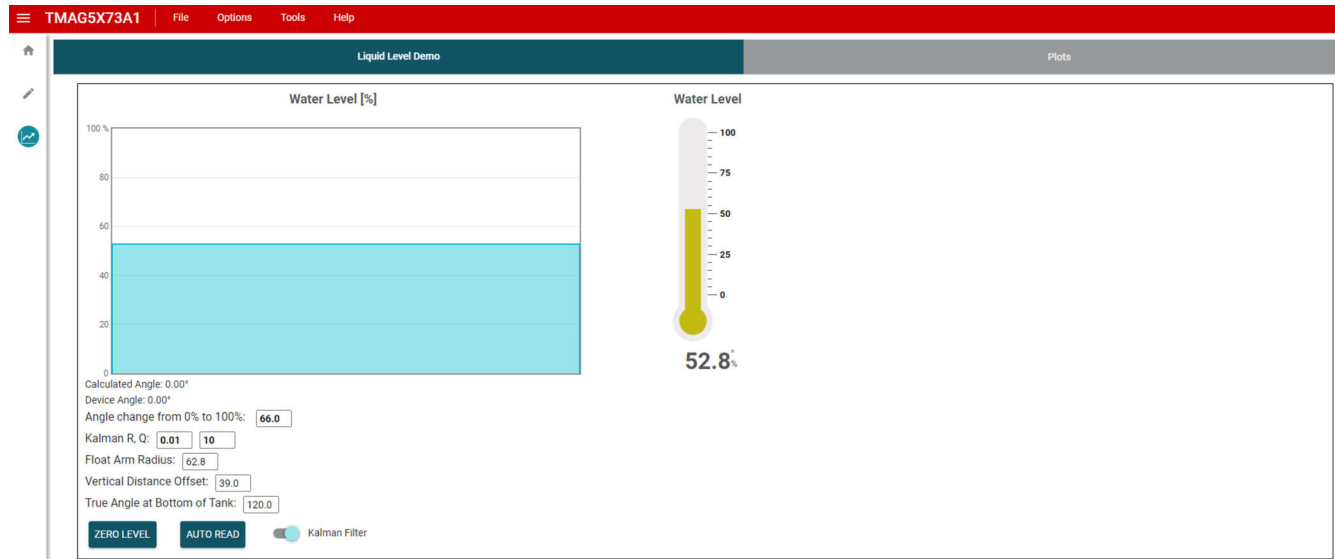 TMAG5X73A1 File Options Tools Help
Liquid Level Demo Plots
Water Level [%]
100 %
80
60
40
20
0
Water Level
100
75
50
25
0
52.8°%
Calculated Angle: 0.00°
Device Angle: 0.00°
Angle change from 0% to 100%: 66.0
Kalman R, Q: 0.01 10
Float Arm Radius: 62.8
Vertical Distance Offset: 39.0
True Angle at Bottom of Tank: 120.0
ZERO LEVEL AUTO READ Kalman Filter